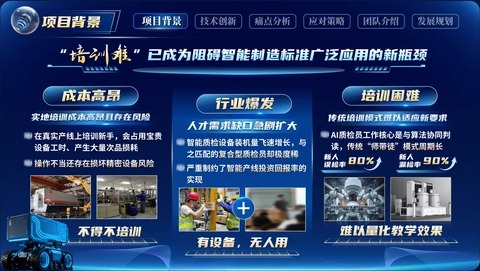 项目背景
项目背景 技术创新 痛点分析 应对策略 团队介绍 发展规划
“培训难”已成为阻碍智能制造标准广泛应用的新瓶颈
成本高昂
实地培训成本高昂且存在风险
在真实产线上培训新手，会占用宝贵
设备工时、产生大量次品损耗
操作不当还存在损坏精密设备风险
不得不培训
行业爆发
人才需求缺口急剧扩大
智能质检设备装机量飞速增长，与
之匹配的复合型质检员却极度稀
严重制约了智能产线投资回报率的
实现
有设备，无人用
培训困难
传统培训模式难以适应新要求
AI质检员工作核心是与算法协同判
读，传统“师带徒”模式周期长
新人
误检率 80%
新人
漏检率 90%
难以量化教学效果